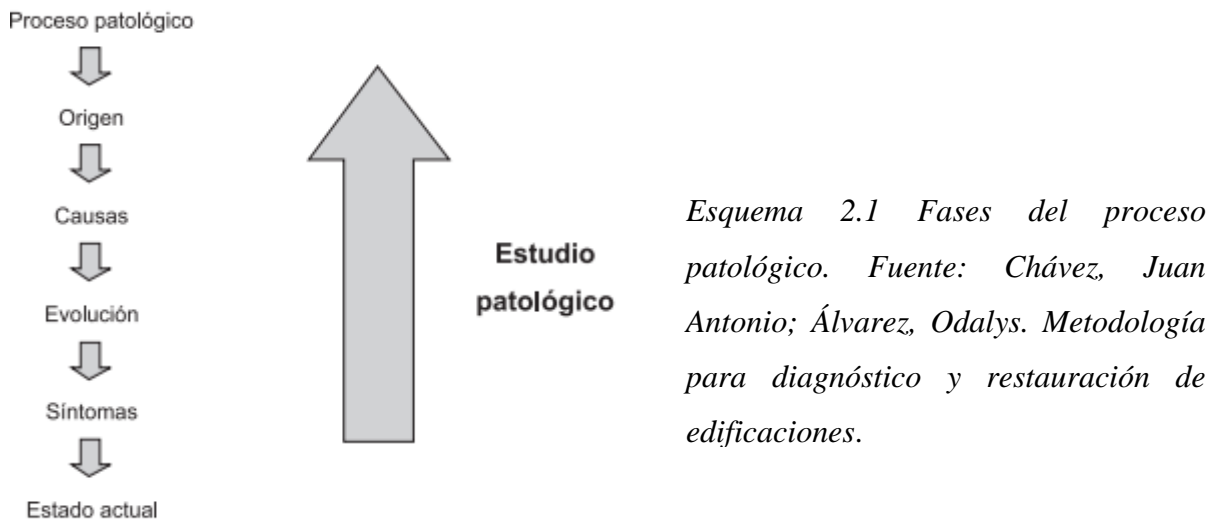 Proceso patológico
Origen
Causas
Evolución
Síntomas
Estado actual
Estudio
patológico
Esquema 2.1 Fases del proceso
patológico. Fuente: Chávez, Juan
Antonio; Álvarez, Odalys. Metodología
para diagnóstico y restauración de
edificaciones.